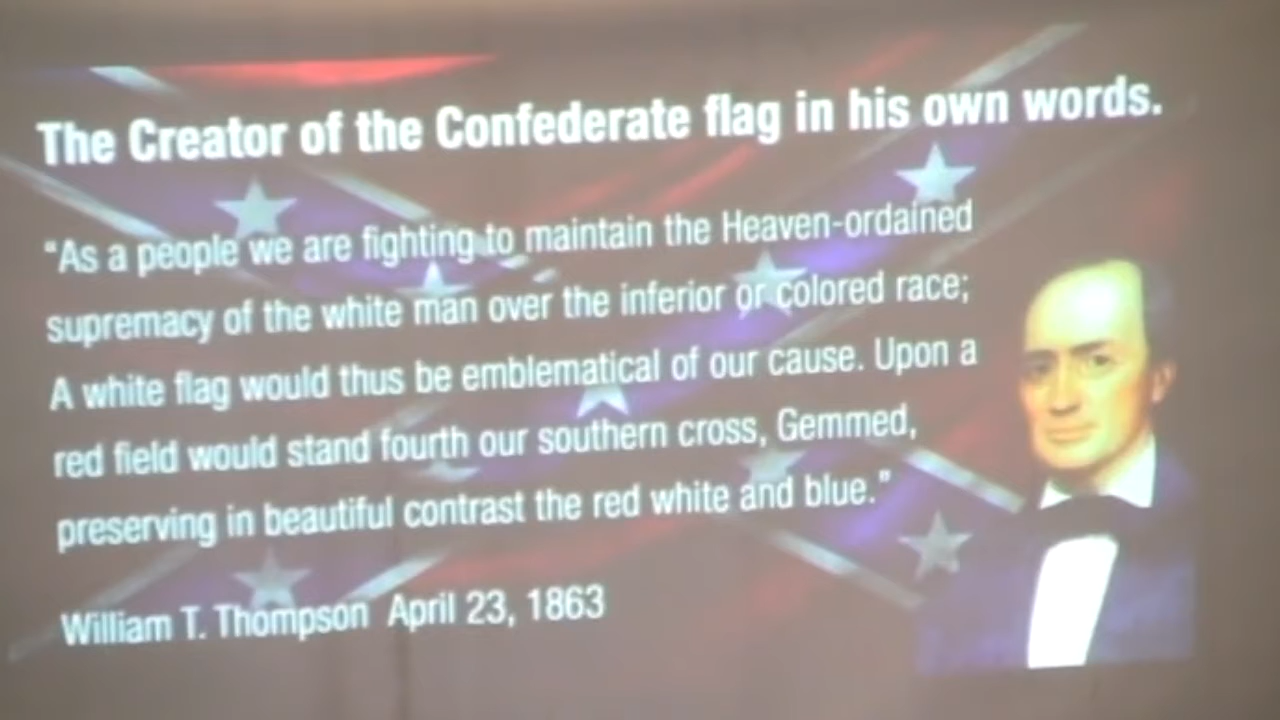 The Creator of the Confederate flag in his own words.
"As a people we are fighting to maintain the Heaven-ordained
supremacy of the white man over the inferior or colored race;
A white flag would thus be emblematical of our cause. Upon a
red field would stand fourth our southern cross, Gemmed,
preserving in beautiful contrast the red white and blue."
William T. Thompson April 23, 1863